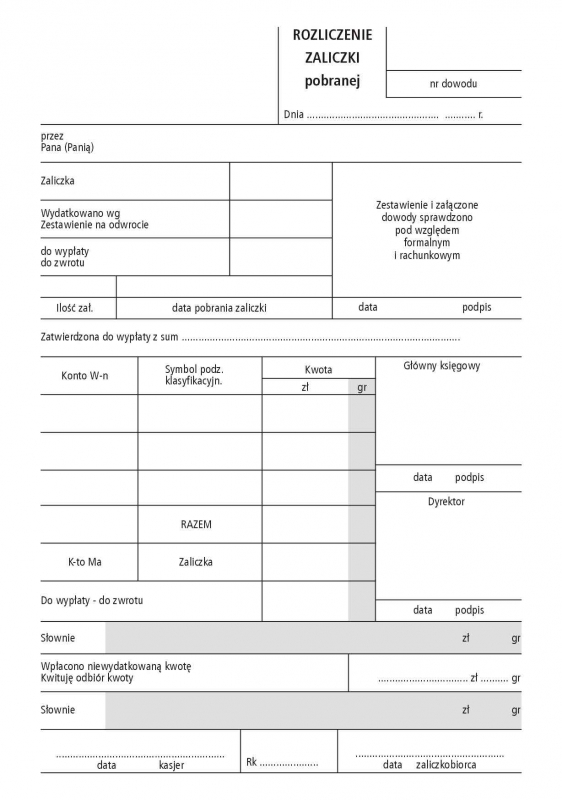 ROZLICZENIE
ZALICZKI
pobranej
nr dowodu
Dnia ............................................... ........... r.
przez
Pana (Panią)
Zaliczka
Wydatkowano wg
Zestawienie na odwrocie
do wypłaty
do zwrotu
Zestawienie i załączone
dowody sprawdzono
pod względem
formalnym
i rachunkowym
Ilość zał.
data pobrania zaliczki
data podpis
Zatwierdzona do wypłaty z sum ....................................................................................................
Konto W-n
Symbol podz.
klasyfikacyjn.
Kwota
zł gr
Główny księgowy
data podpis
Dyrektor
RAZEM
K-to Ma
Zaliczka
Do wypłaty - do zwrotu
data podpis
Słownie zł gr
Wpłacono niewydatkowaną kwotę
Kwituję odbiór kwoty
................................ zł .......... gr
Słownie zł gr
............................................................
data kasjer
Rk .....................
.....................................................
data zaliczkobiorca